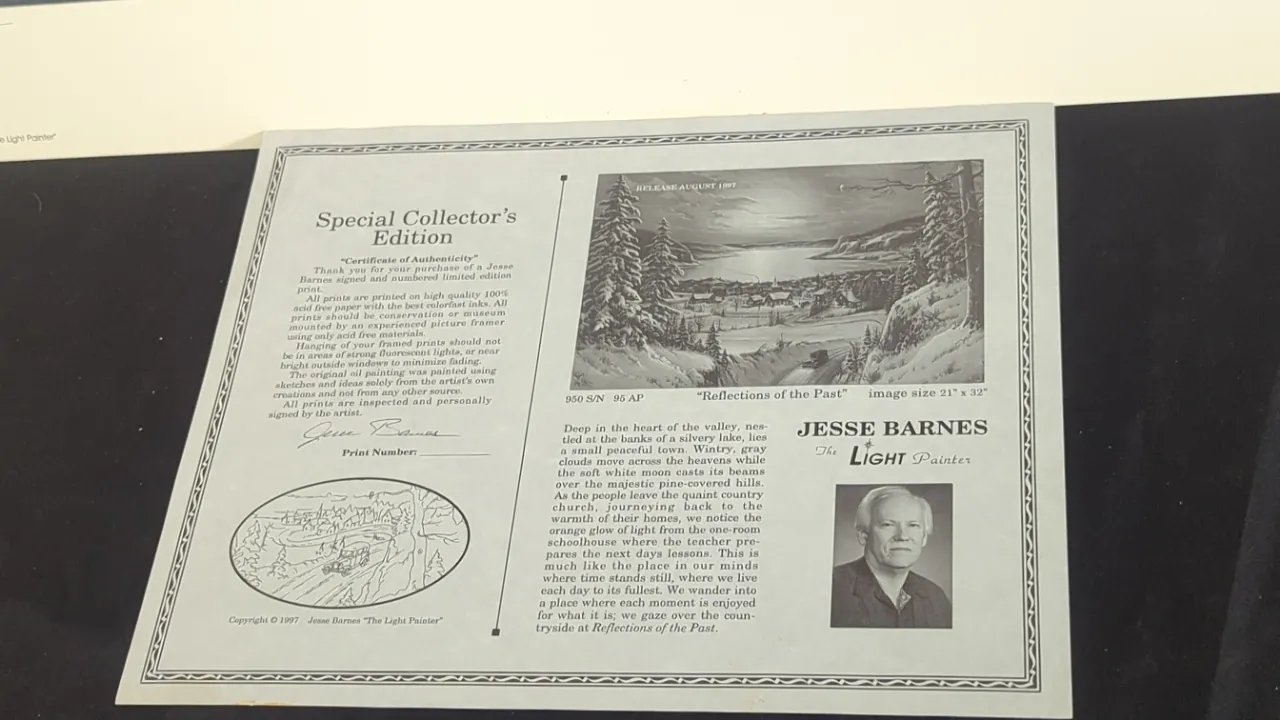 e Light Painter"
Special Collector's
Edition
"Certificate of Authenticity"
Thank you for your purchase of a Jesse
Barnes signed and numbered limited edition
print.
All prints are printed on high quality 100%
acid free paper with the best colorfast inks. All
prints should be conservation or museum
mounted by an experienced picture framer
using only acid free materials.
Hanging of your framed prints should not
be in areas of strong fluorescent lights, or near
bright outside windows to minimize fading.
The original oil painting was painted using
sketches and ideas solely from the artist's own
creations and not from any other source.
All prints are inspected and personally
signed by the artist.
Jesse Barnes
Print Number:
Copyright © 1997 Jesse Barnes "The Light Painter"
RELEASE AUGUST 1997
950 S/N 95 AP "Reflections of the Past" image size 21" x 32"
Deep in the heart of the valley, nes-
tled at the banks of a silvery lake, lies
a small peaceful town. Wintry, gray
clouds move across the heavens while
the soft white moon casts its beams
over the majestic pine-covered hills.
As the people leave the quaint country
church, journeying back to the
warmth of their homes, we notice the
orange glow of light from the one-room
schoolhouse where the teacher pre-
pares the next days lessons. This is
much like the place in our minds
where time stands still, where we live
each day to its fullest. We wander into
a place where each moment is enjoyed
for what it is; we gaze over the coun-
tryside at Reflections of the Past.
JESSE BARNES
The LIGHT Painter